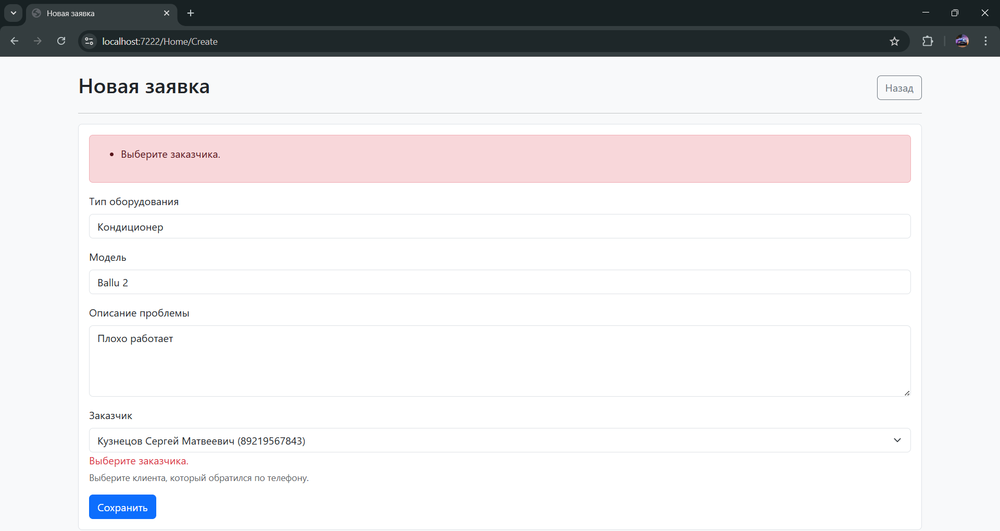 Новая заявка
localhost:7222/Home/Create
Новая заявка
Назад
Выберите заказчика.
Тип оборудования
Кондиционер
Модель
Ballu 2
Описание проблемы
Плохо работает
Заказчик
Кузнецов Сергей Матвеевич (89219567843)
Выберите заказчика.
Выберите клиента, который обратился по телефону.
Сохранить